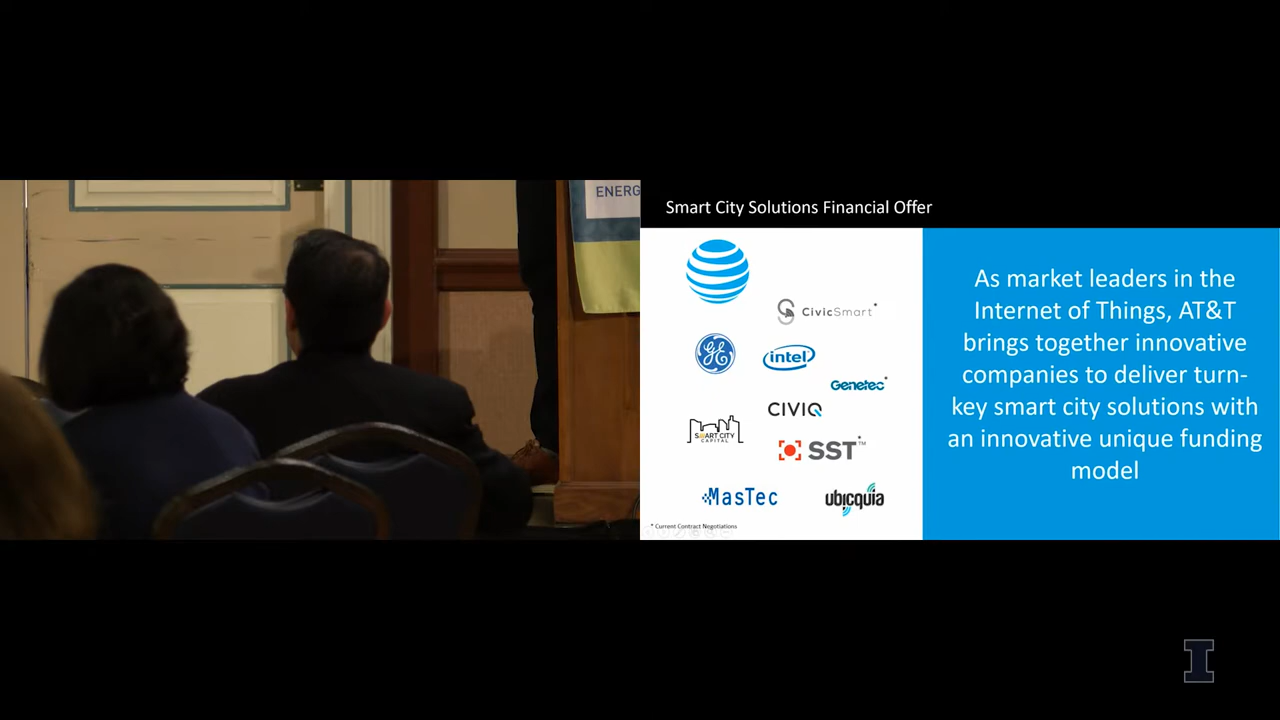 ENERG
Smart City Solutions Financial Offer
CivicSmart*
GE
intel
Genetec*
CIVIQ
SMART CITY
CAPITAL
SST*™
MasTec
ubicquia
* Current Contract Negotiations
As market leaders in the
Internet of Things, AT&T
brings together innovative
companies to deliver turn-
key smart city solutions with
an innovative unique funding
model
I